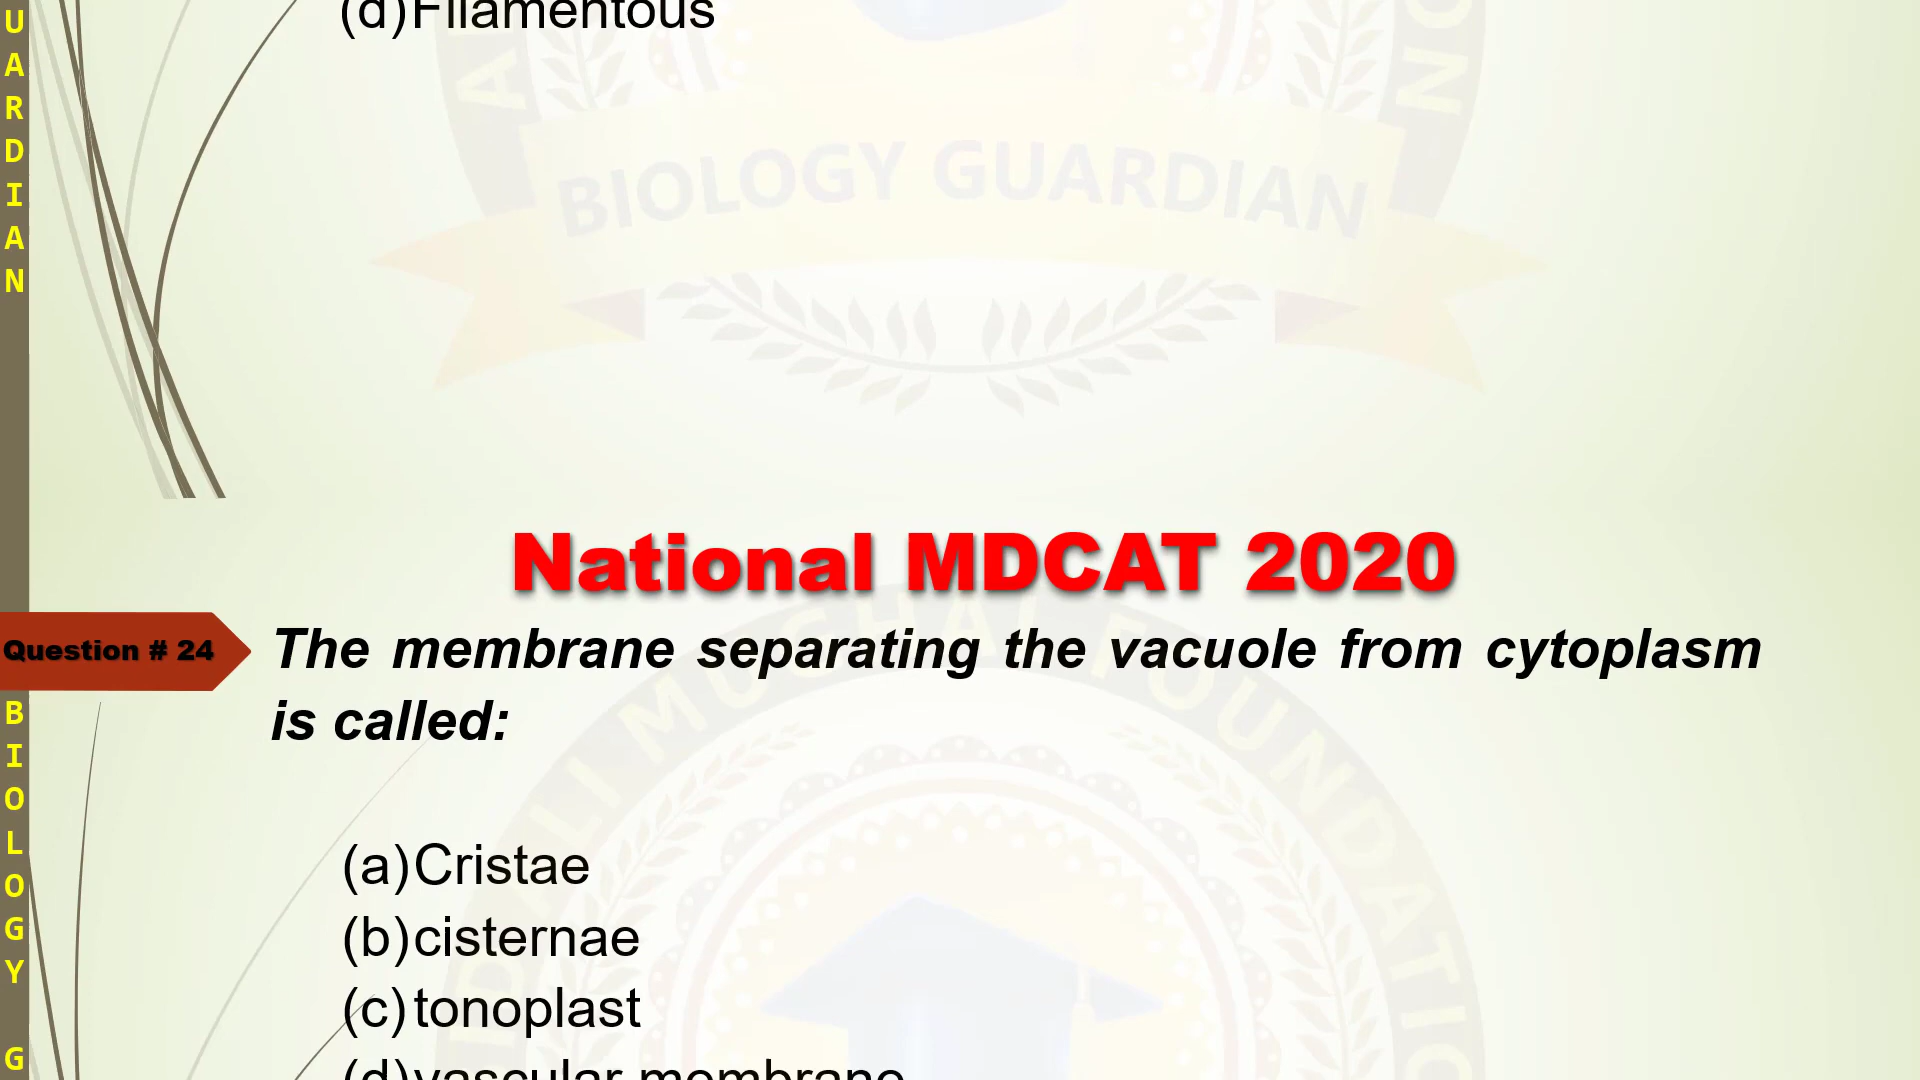 U
A
R
D
I
A
N
(d) Filamentous
BIOLOGY GUARDIAN
National MDCAT 2020
Question # 24
The membrane separating the vacuole from cytoplasm
is called:
B
I
O
L
O
G
Y
G
(a) Cristae
(b) cisternae
(c) tonoplast
(d) vascular membrane